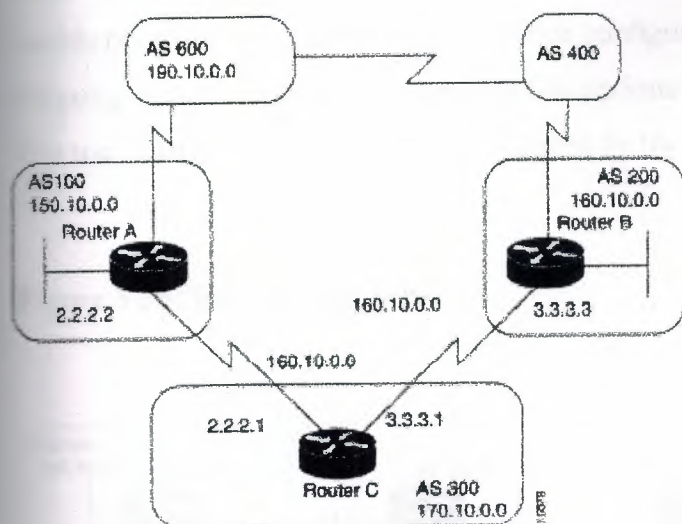 AS 600
190.10.0.0
AS 400
AS100
150.10.0.0
Router A
2.2.2.2
AS 200
160.10.0.0
Router B
3.3.3.3
160.10.0.0
160.10.0.0
2.2.2.1
3.3.3.1
Router C
AS 300
170.10.0.0